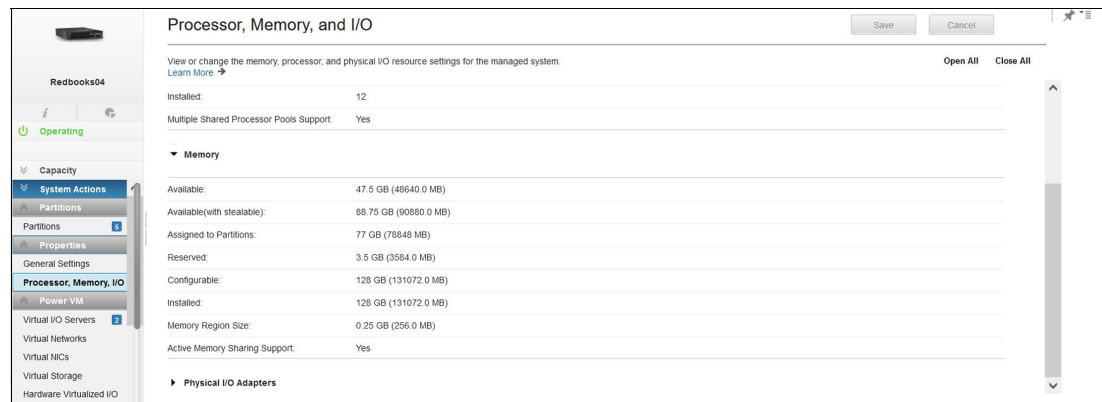 Processor, Memory, and I/O
Save
Cancel
Redbooks04
View or change the memory, processor, and physical I/O resource settings for the managed system.
Learn More
Open All Close All
Operating
Capacity
System Actions
Partitions
Partitions 5
Properties
General Settings
Processor, Memory, I/O
Power VM
Virtual I/O Servers 2
Virtual Networks
Virtual NICs
Virtual Storage
Hardware Virtualized I/O
Installed: 12
Multiple Shared Processor Pools Support: Yes
Memory
Available: 47.5 GB (48640.0 MB)
Available(with stealable): 88.75 GB (90880.0 MB)
Assigned to Partitions: 77 GB (78848 MB)
Reserved: 3.5 GB (3584.0 MB)
Configurable: 128 GB (131072.0 MB)
Installed: 128 GB (131072.0 MB)
Memory Region Size: 0.25 GB (256.0 MB)
Active Memory Sharing Support: Yes
Physical I/O Adapters